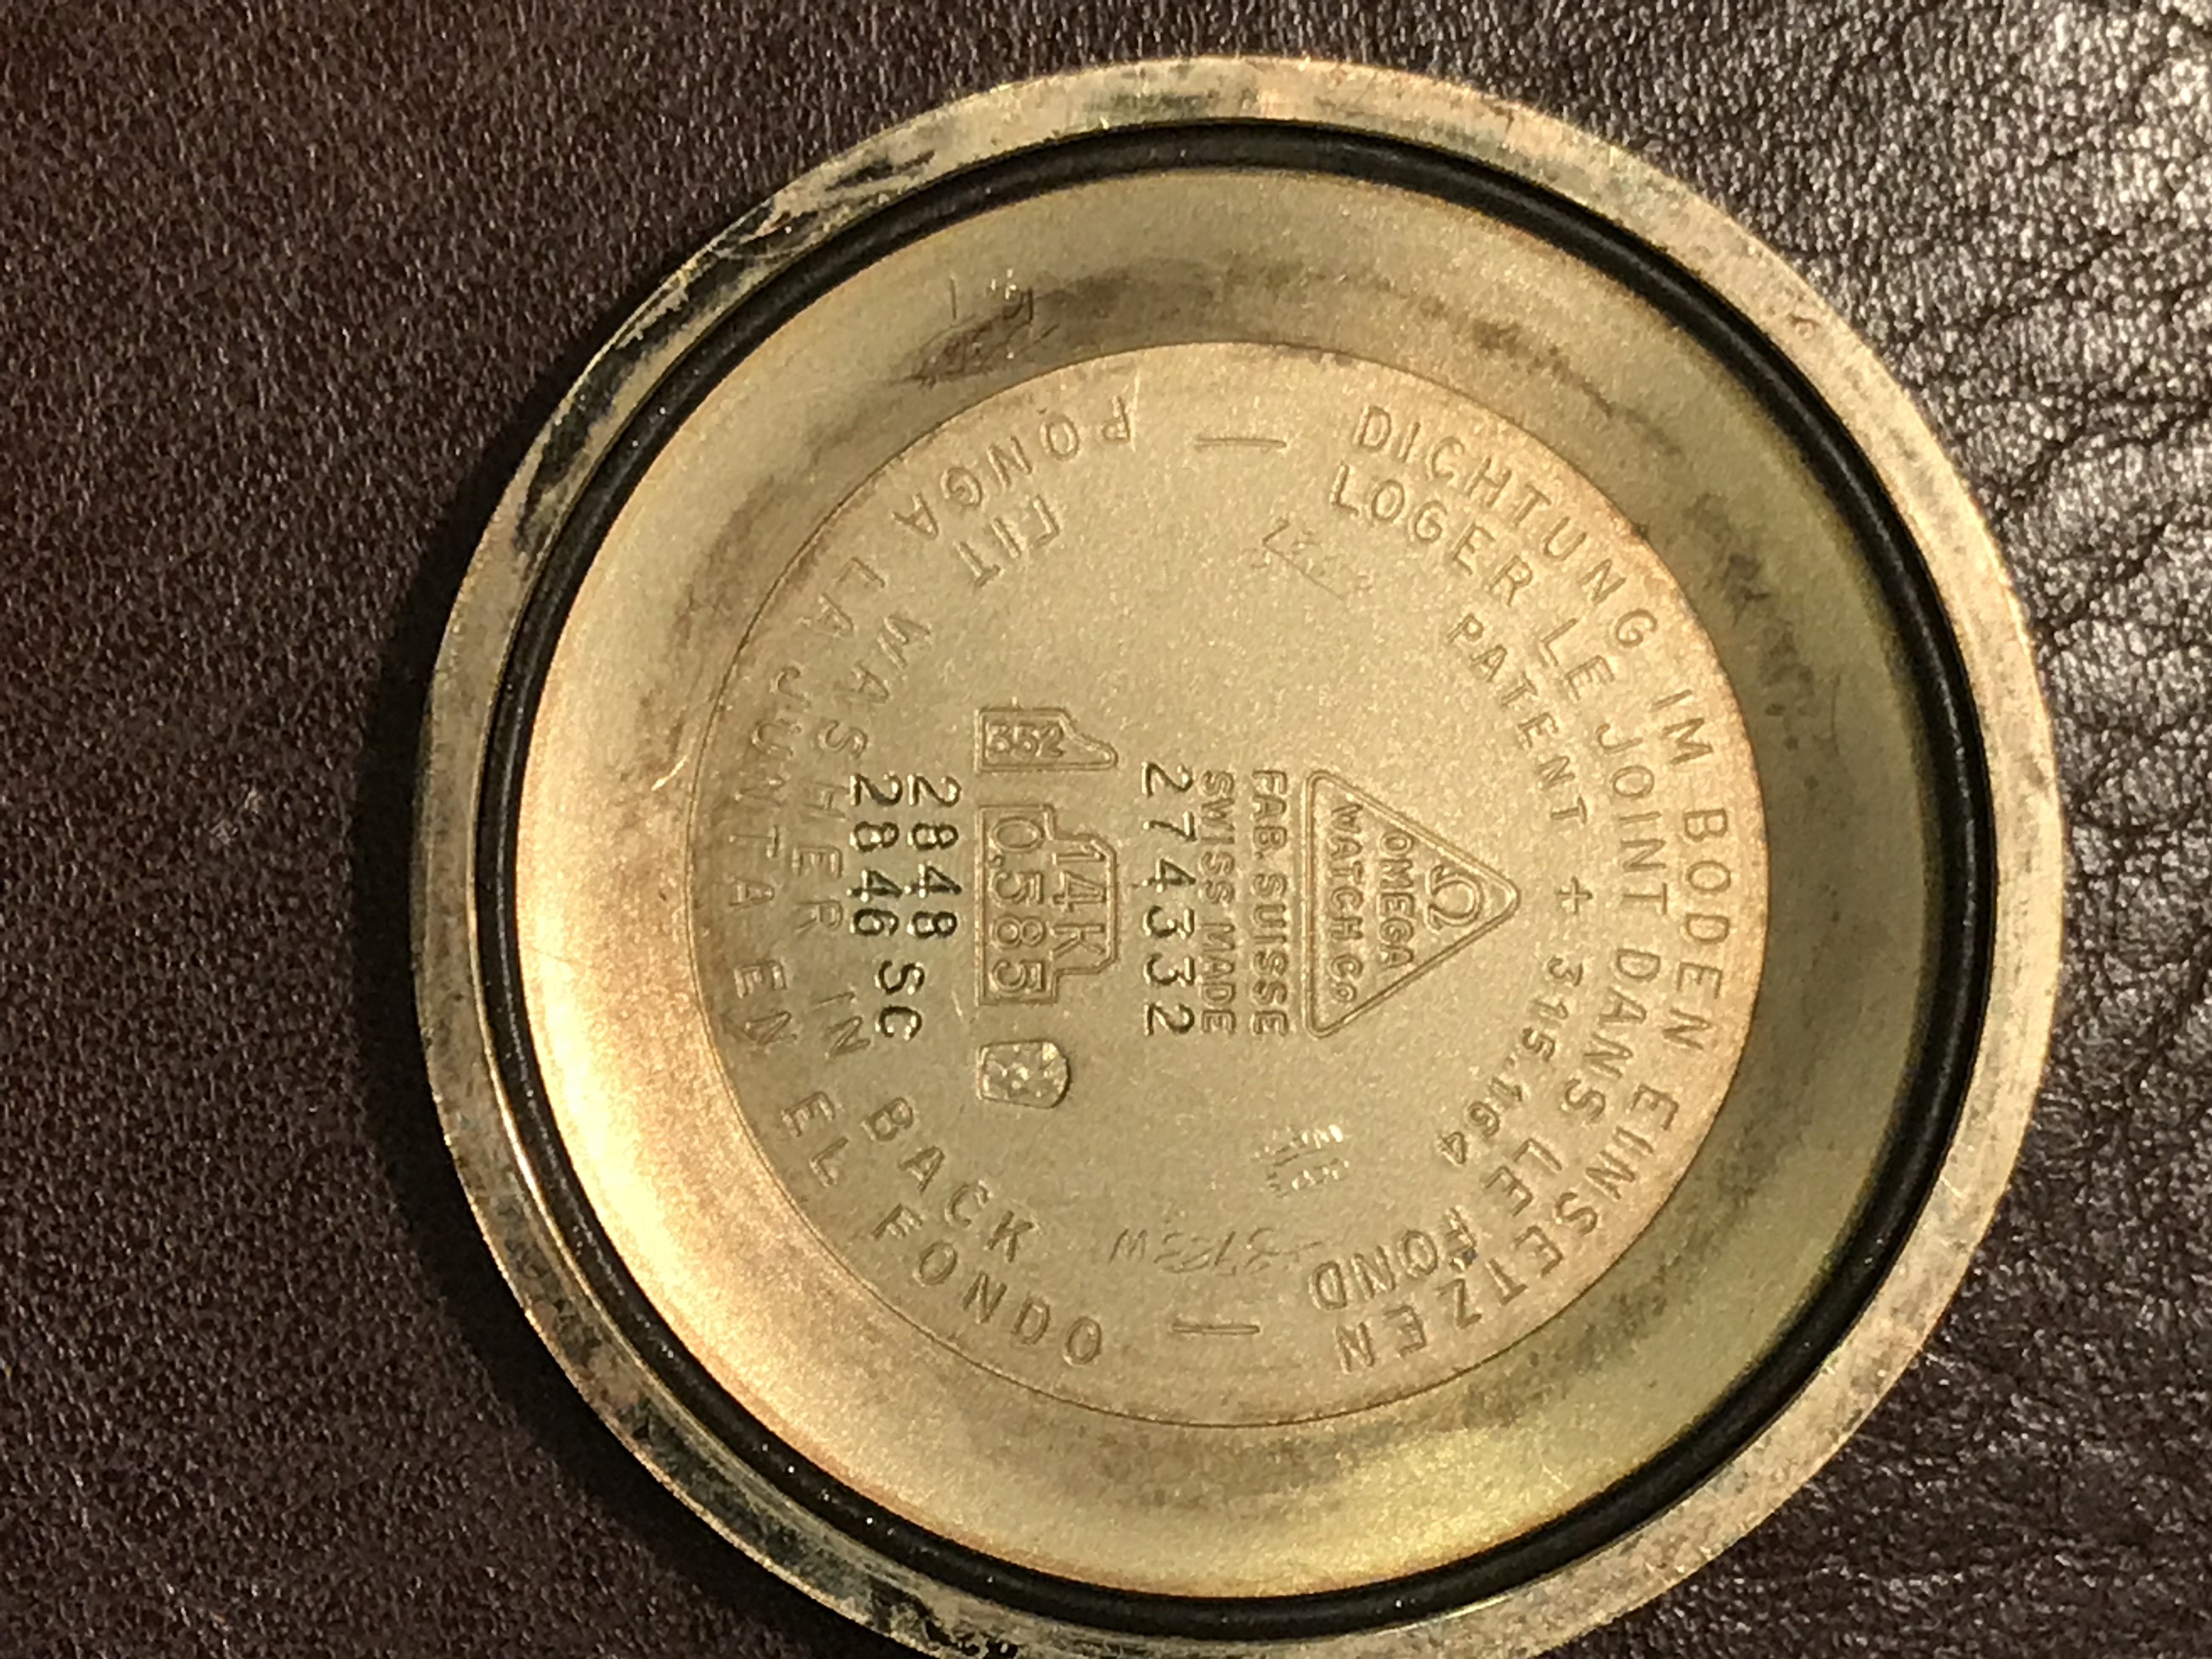 DICHTUNG IM BODEN EINSETZEN
LOGER LE JOINT DANS LE FOND
PATENT + 315.164
Ω
OMEGA
WATCH Co
FAB. SUISSE
SWISS MADE
274332
14K
0,585
2848
2846 SC
FIT WASHER IN BACK
PONGA LA JUNTA EN EL FONDO